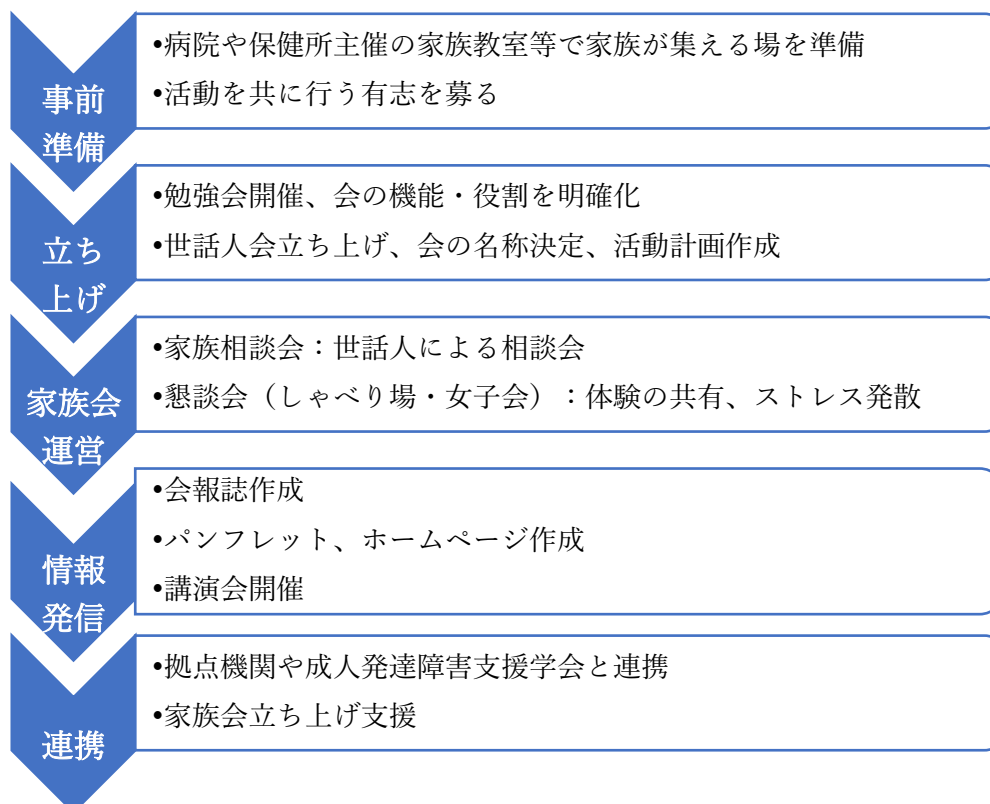 事前
準備
•病院や保健所主催の家族教室等で家族が集える場を準備
•活動を共に行う有志を募る
立ち
上げ
•勉強会開催、会の機能・役割を明確化
•世話人会立ち上げ、会の名称決定、活動計画作成
家族会
運営
•家族相談会：世話人による相談会
•懇談会（しゃべり場・女子会）：体験の共有、ストレス発散
情報
発信
•会報誌作成
•パンフレット、ホームページ作成
•講演会開催
連携
•拠点機関や成人発達障害支援学会と連携
•家族会立ち上げ支援